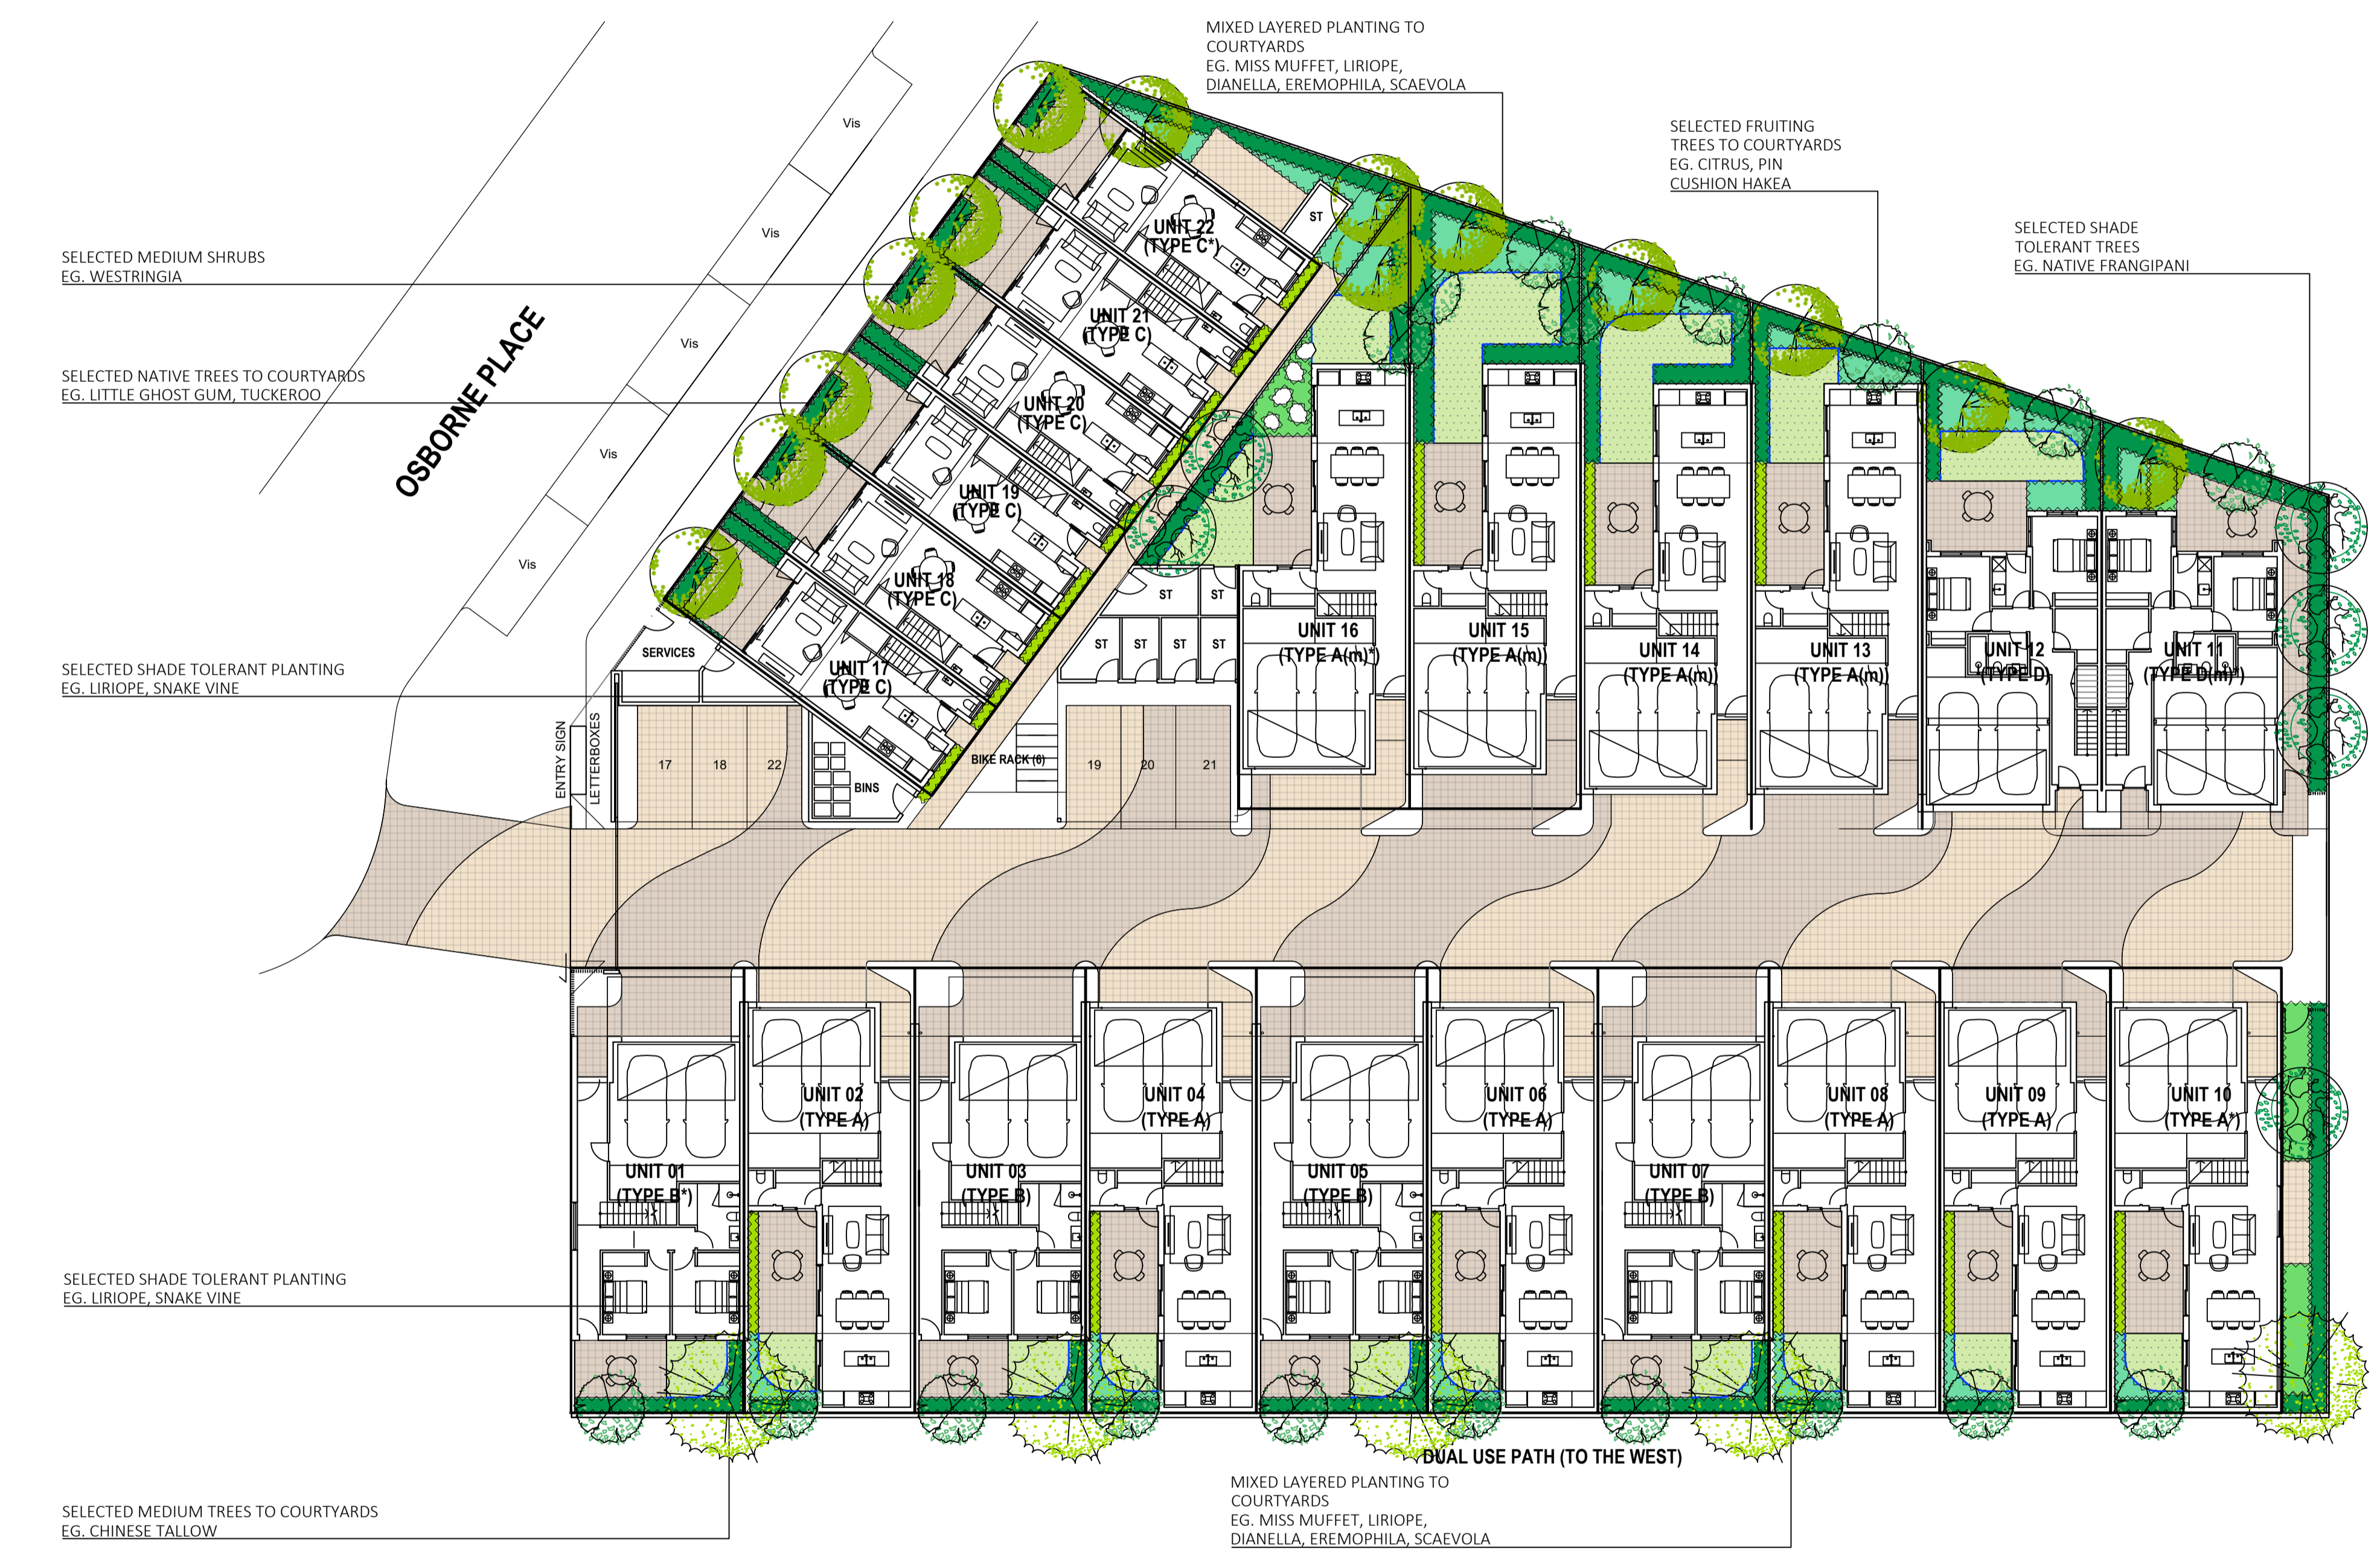 MIXED LAYERED PLANTING TO
COURTYARDS
EG. MISS MUFFET, LIRIOPE,
DIANELLA, EREMOPHILA, SCAEVOLA
SELECTED FRUITING
TREES TO COURTYARDS
EG. CITRUS, PIN
CUSHION HAKEA
SELECTED SHADE
TOLERANT TREES
EG. NATIVE FRANGIPANI
SELECTED MEDIUM SHRUBS
EG. WESTRINGIA
SELECTED NATIVE TREES TO COURTYARDS
EG. LITTLE GHOST GUM, TUCKEROO
SELECTED SHADE TOLERANT PLANTING
EG. LIRIOPE, SNAKE VINE
SELECTED SHADE TOLERANT PLANTING
EG. LIRIOPE, SNAKE VINE
SELECTED MEDIUM TREES TO COURTYARDS
EG. CHINESE TALLOW
OSBORNE PLACE
Vis
Vis
Vis
Vis
Vis
UNIT 22
(TYPE C*)
ST
UNIT 21
(TYPE C)
UNIT 20
(TYPE C)
UNIT 19
(TYPE C)
UNIT 18
(TYPE C)
UNIT 17
(TYPE C)
SERVICES
ST
ST
ST
ST
ST
ST
UNIT 16
(TYPE A(m)*)
UNIT 15
(TYPE A(m))
UNIT 14
(TYPE A(m))
UNIT 13
(TYPE A(m))
UNIT 12
(TYPE D)
UNIT 11
(TYPE D(m)*)
ENTRY SIGN
LETTERBOXES
17
18
22
BINS
BIKE RACK (6)
19
20
21
UNIT 01
(TYPE B*)
UNIT 02
(TYPE A)
UNIT 03
(TYPE B)
UNIT 04
(TYPE A)
UNIT 05
(TYPE B)
UNIT 06
(TYPE A)
UNIT 07
(TYPE B)
UNIT 08
(TYPE A)
UNIT 09
(TYPE A)
UNIT 10
(TYPE A*)
DUAL USE PATH (TO THE WEST)
MIXED LAYERED PLANTING TO
COURTYARDS
EG. MISS MUFFET, LIRIOPE,
DIANELLA, EREMOPHILA, SCAEVOLA